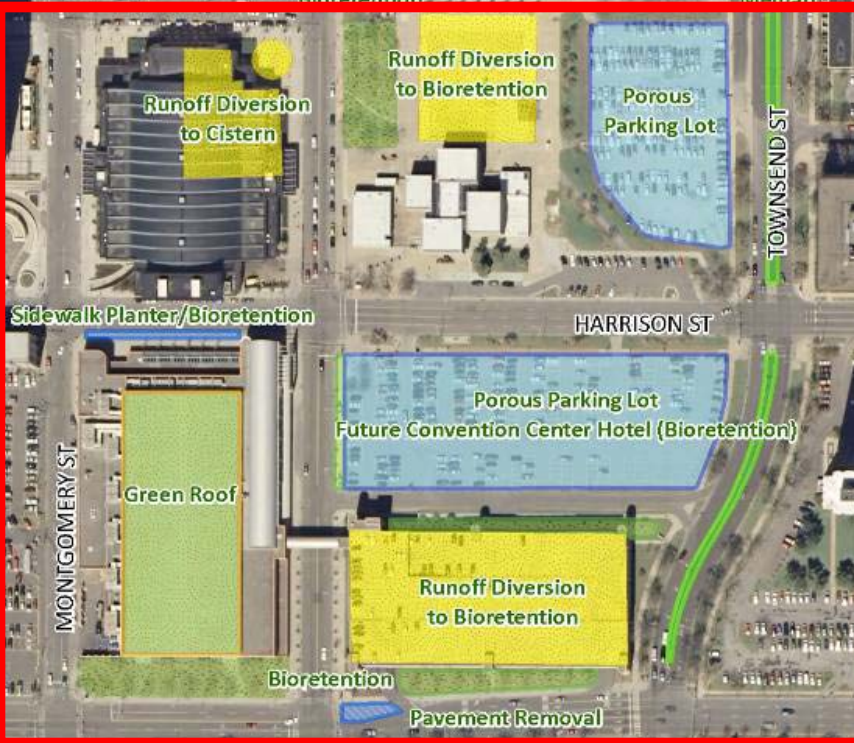 Runoff Diversion
to Cistern
Runoff Diversion
to Bioretention
Porous
Parking Lot
TOWNSEND ST
Sidewalk Planter/Bioretention
HARRISON ST
Porous Parking Lot
Future Convention Center Hotel (Bioretention)
MONTGOMERY ST
Green Roof
Runoff Diversion
to Bioretention
Bioretention
Pavement Removal